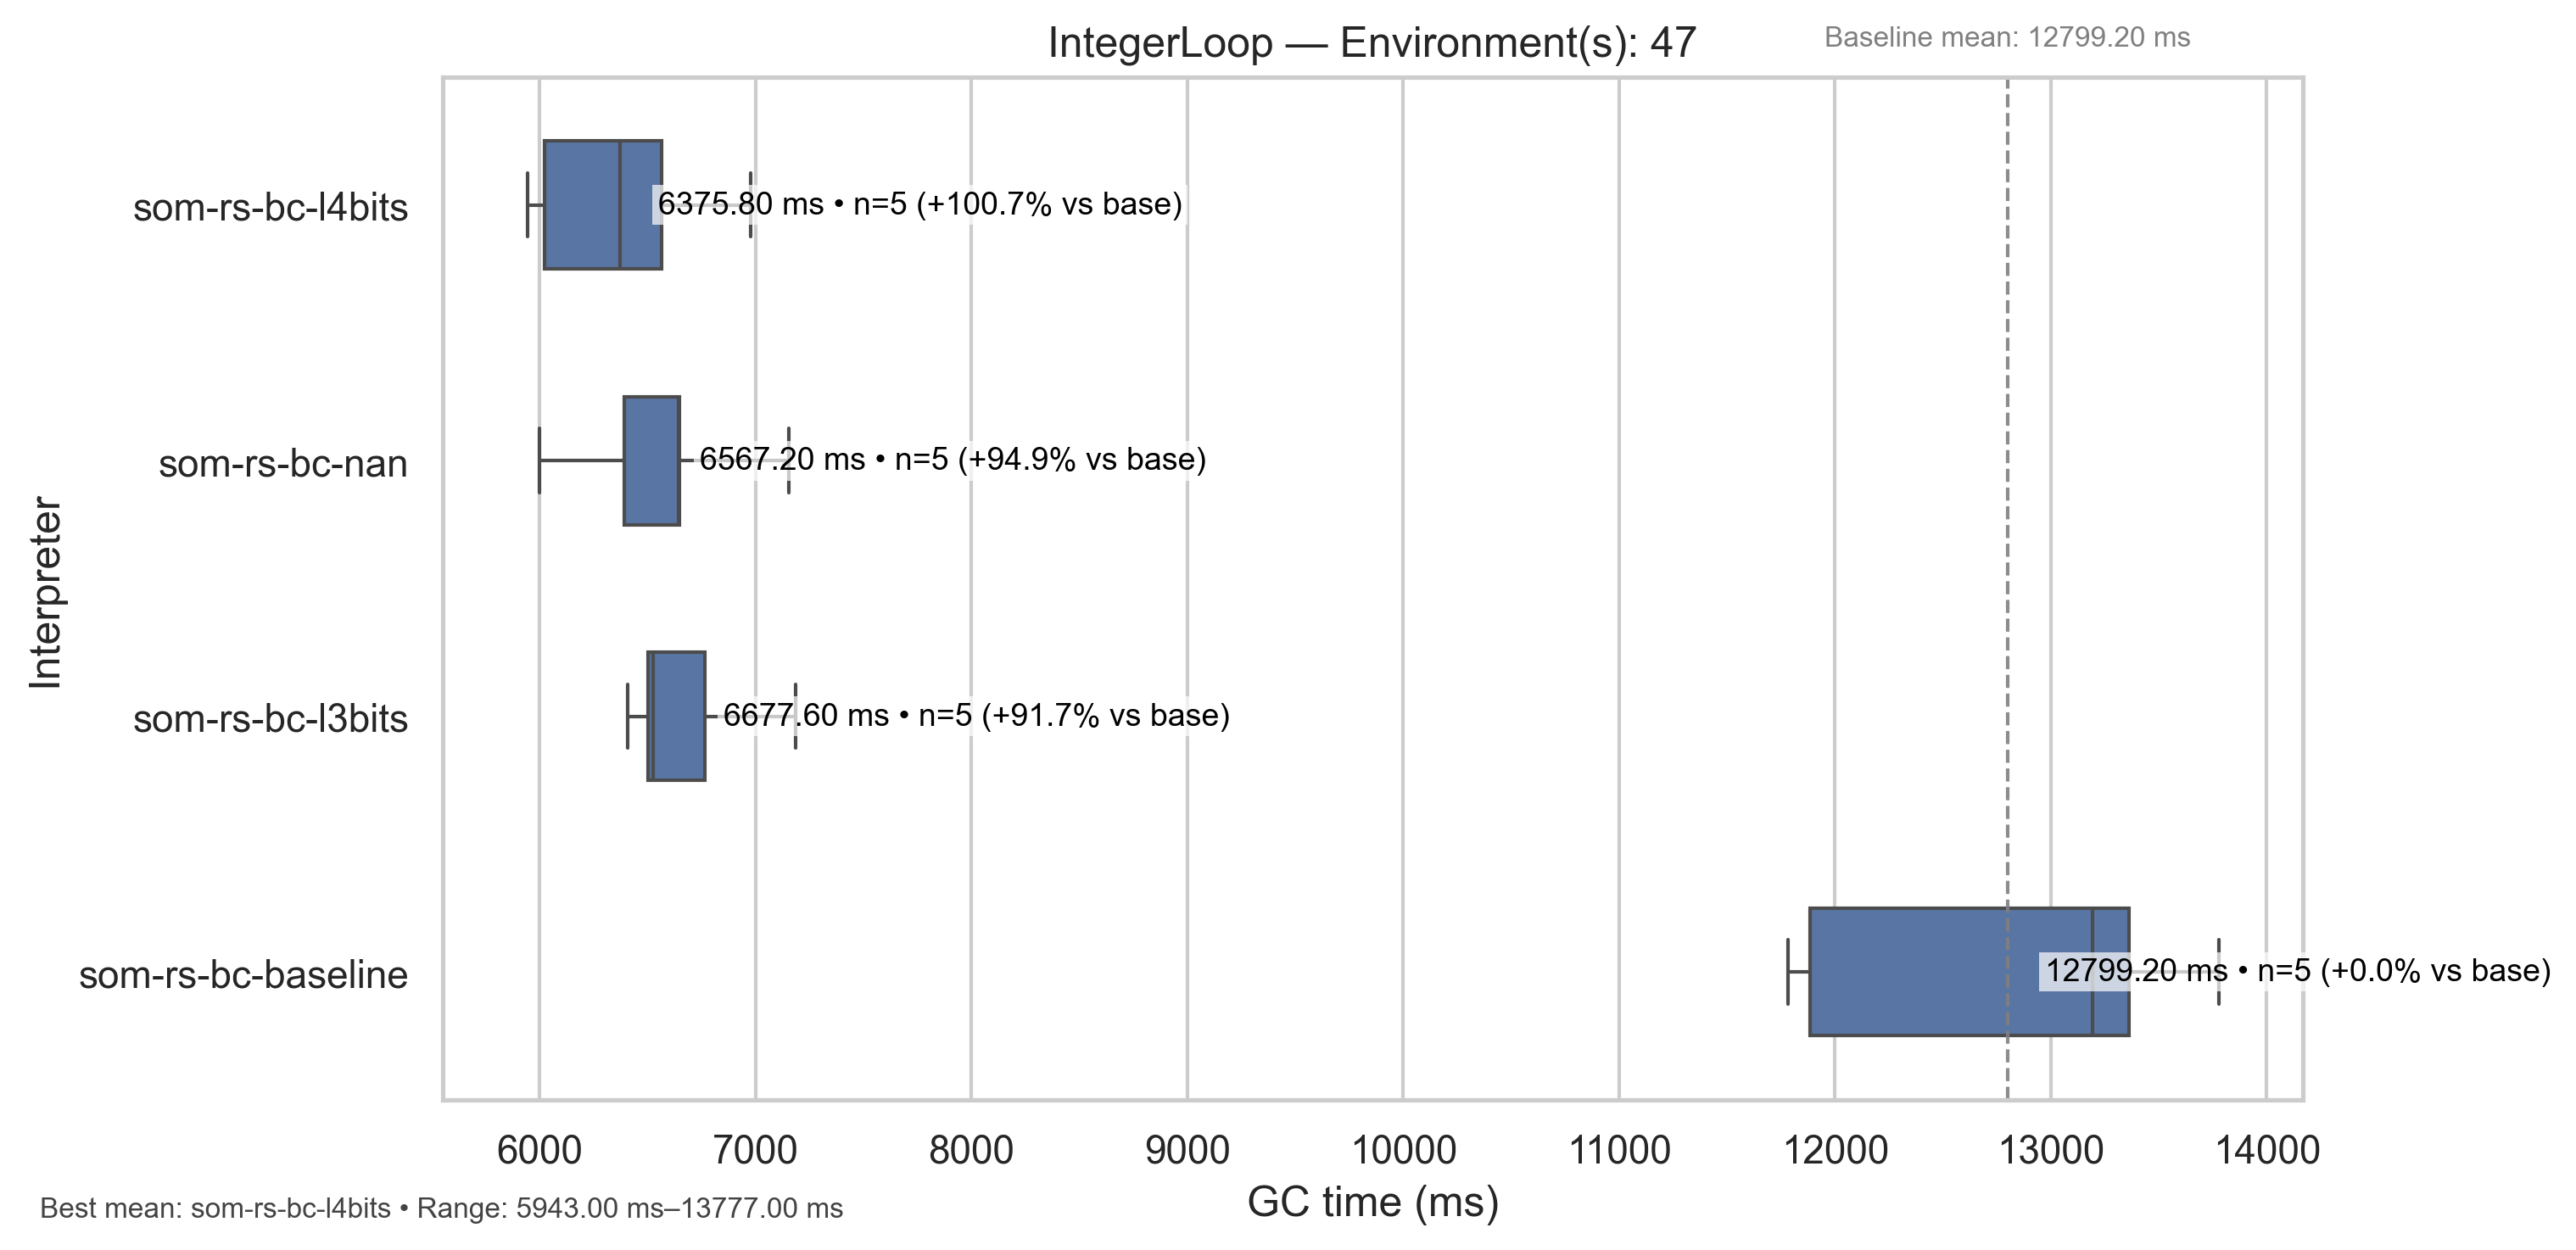 IntegerLoop — Environment(s): 47
Baseline mean: 12799.20 ms
Interpreter
som-rs-bc-l4bits
6375.80 ms • n=5 (+100.7% vs base)
som-rs-bc-nan
6567.20 ms • n=5 (+94.9% vs base)
som-rs-bc-l3bits
6677.60 ms • n=5 (+91.7% vs base)
som-rs-bc-baseline
12799.20 ms • n=5 (+0.0% vs base)
6000 7000 8000 9000 10000 11000 12000 13000 14000
GC time (ms)
Best mean: som-rs-bc-l4bits • Range: 5943.00 ms–13777.00 ms